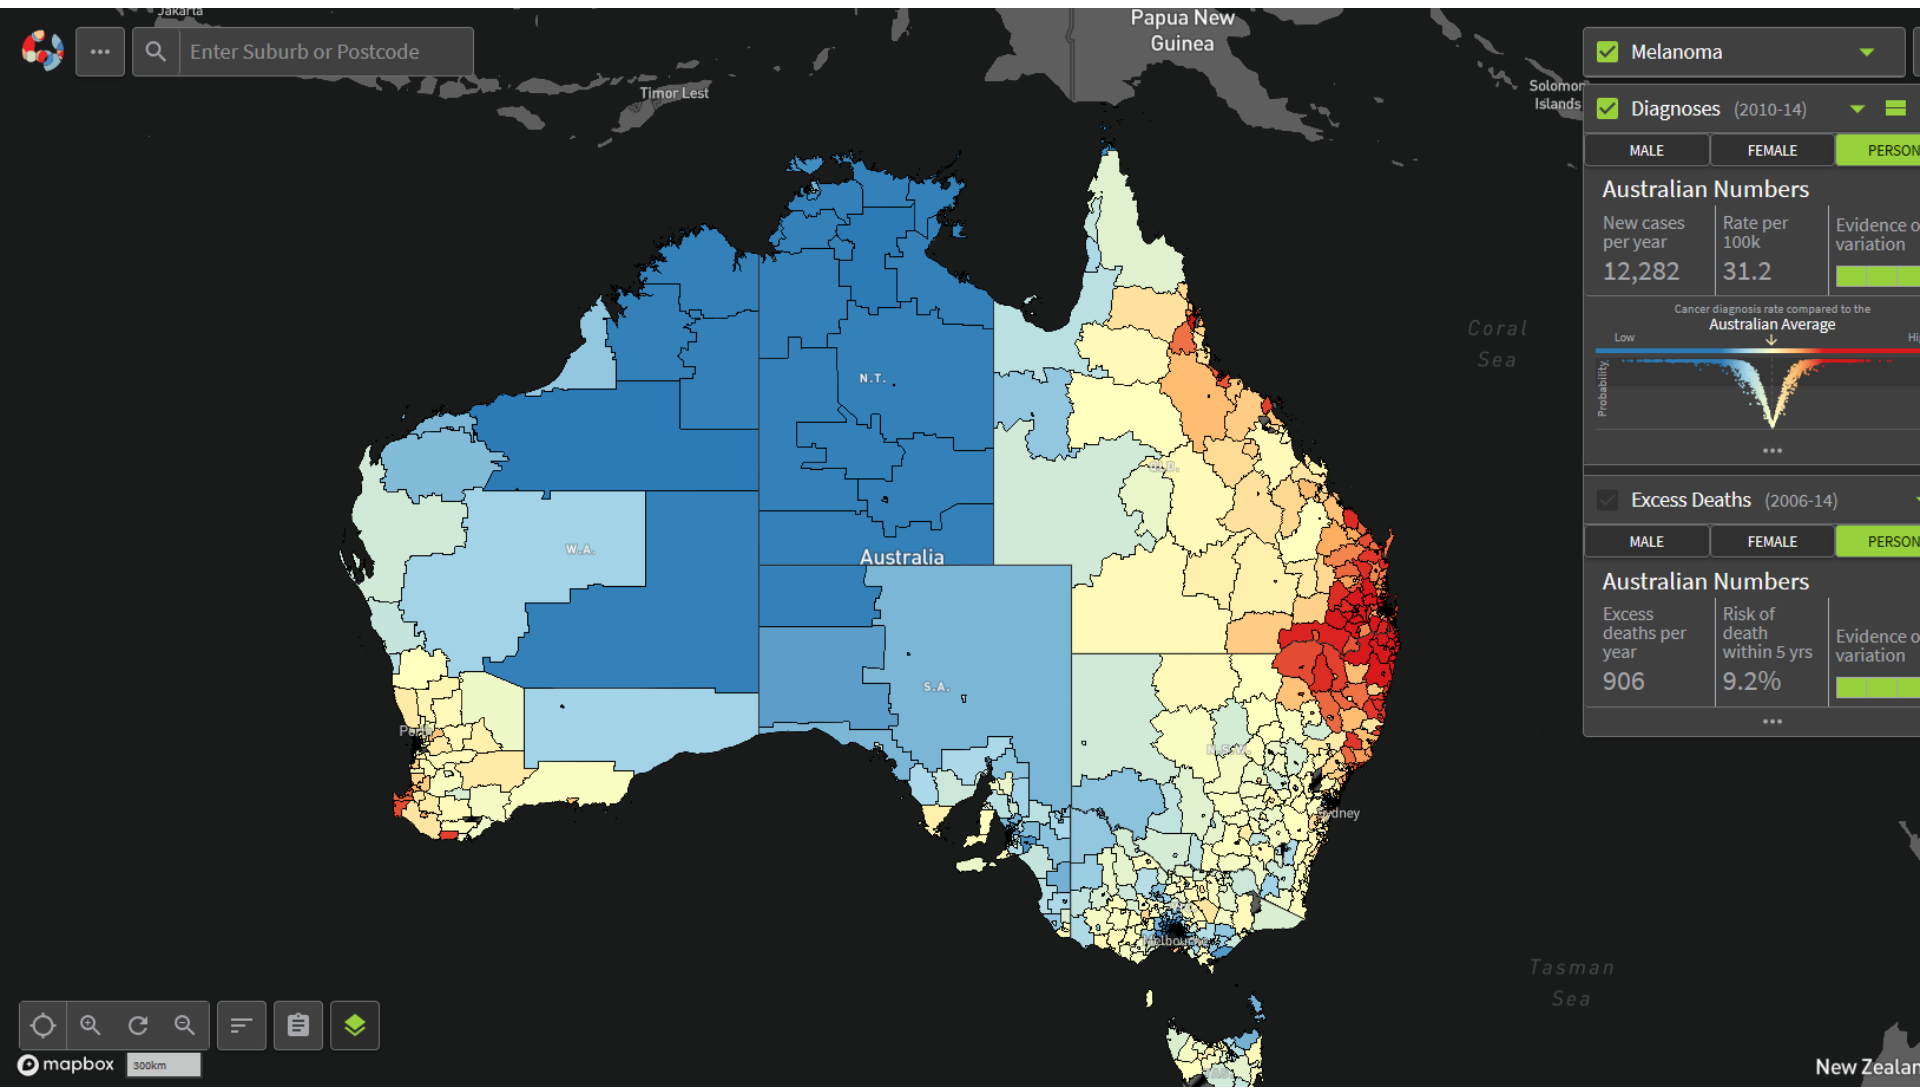 Jakarta
Papua New
Guinea
Enter Suburb or Postcode
Timor Lest
Solomon
Islands
Coral
Sea
N.T.
QLD.
W.A.
Australia
S.A.
Perth
N.S.W.
Sydney
Melbourne
Tasman
Sea
New Zealan
mapbox
300km
Melanoma
Diagnoses (2010-14)
MALE FEMALE PERSON
Australian Numbers
New cases
per year
12,282
Rate per
100k
31.2
Evidence o
variation
Cancer diagnosis rate compared to the
Australian Average
Low Hi
Probability
Excess Deaths (2006-14)
MALE FEMALE PERSON
Australian Numbers
Excess
deaths per
year
906
Risk of
death
within 5 yrs
9.2%
Evidence o
variation